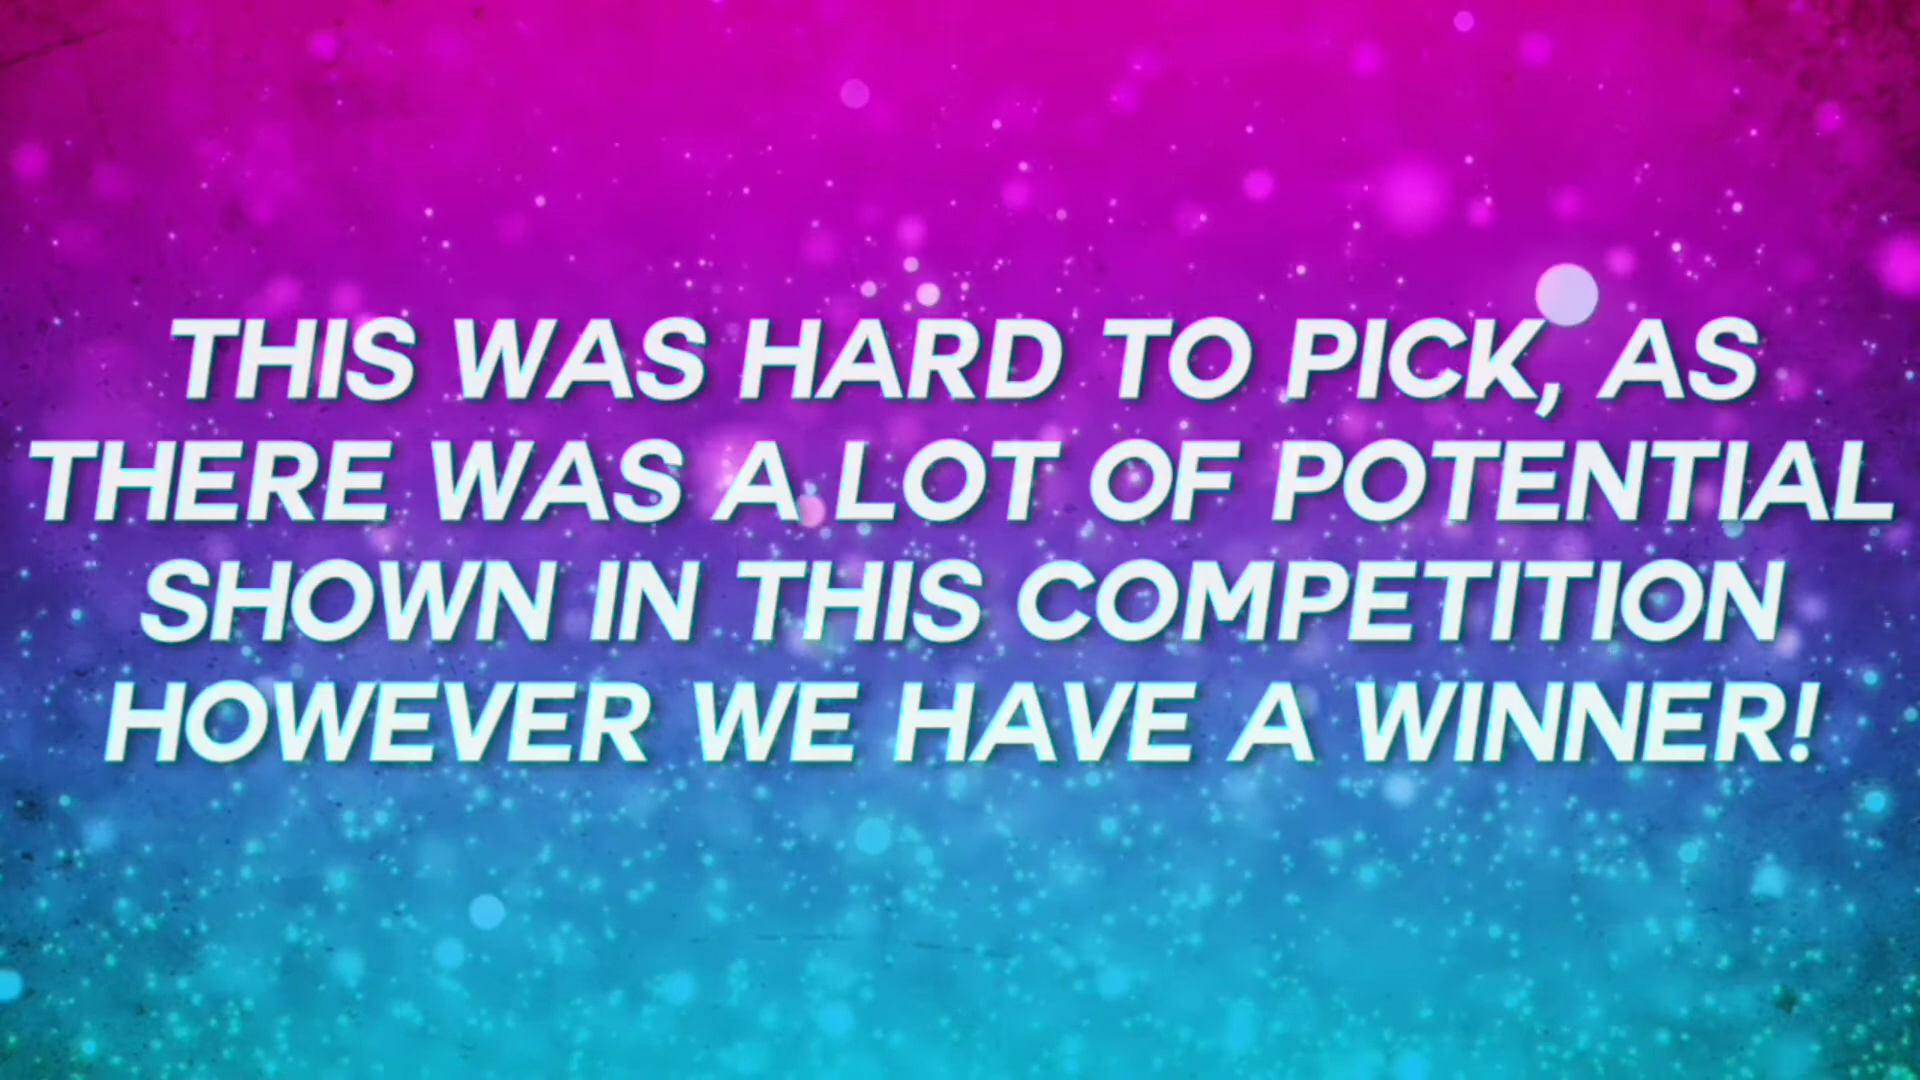 THIS WAS HARD TO PICK, AS
THERE WAS A LOT OF POTENTIAL
SHOWN IN THIS COMPETITION
HOWEVER WE HAVE A WINNER!